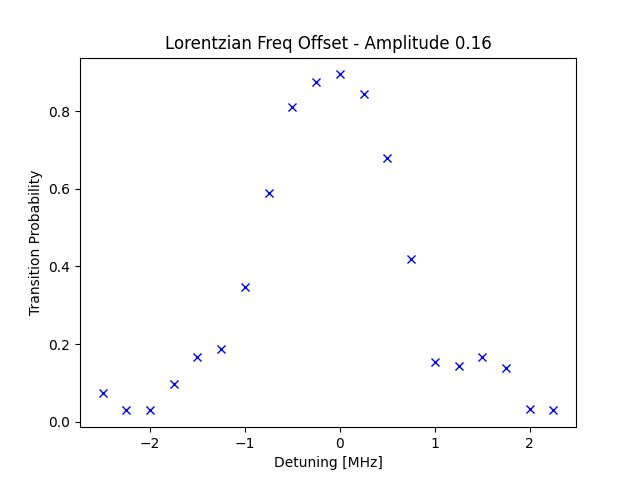 Lorentzian Freq Offset - Amplitude 0.16
Transition Probability
0.8
0.6
0.4
0.2
0.0
−2 −1 0 1 2
Detuning [MHz]